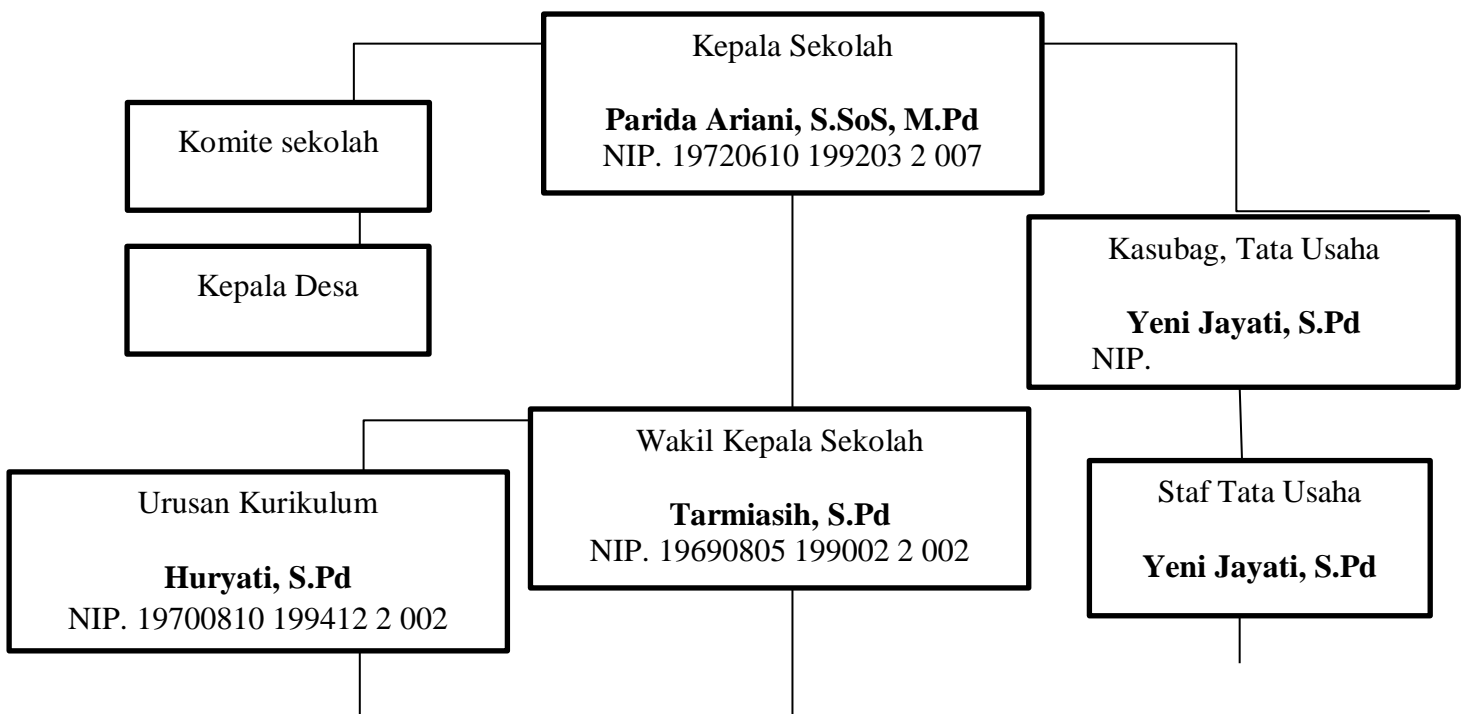 Kepala Sekolah
Parida Ariani, S.SoS, M.Pd
NIP. 19720610 199203 2 007
Komite sekolah
Kepala Desa
Kasubag, Tata Usaha
Yeni Jayati, S.Pd
NIP.
Wakil Kepala Sekolah
Tarmiasih, S.Pd
NIP. 19690805 199002 2 002
Urusan Kurikulum
Huryati, S.Pd
NIP. 19700810 199412 2 002
Staf Tata Usaha
Yeni Jayati, S.Pd